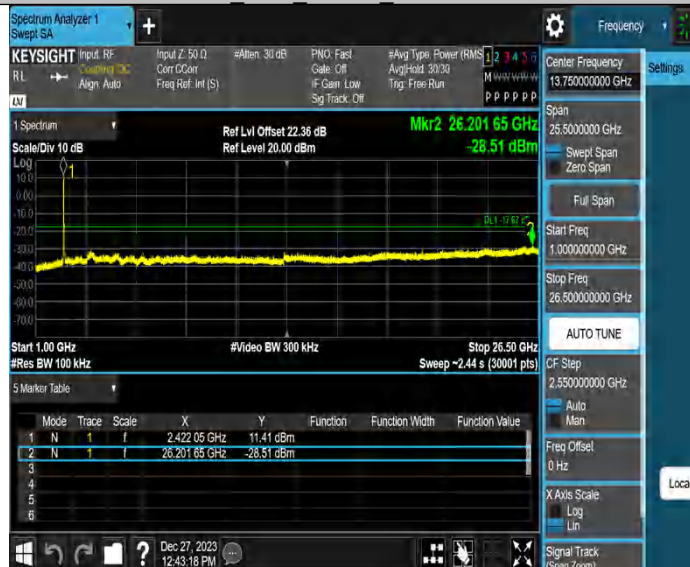 Spectrum Analyzer 1
Swept SA
+
Frequency
KEYSIGHT
RL
Input: RF
Coupling: DC
Align: Auto
Input Z: 50 Ω
Corr CCorr
Freq Ref: Int (S)
#Atten: 30 dB
PNO: Fast
Gate: Off
IF Gain: Low
Sig Track: Off
#Avg Type: Power (RMS
Avg|Hold: 30/30
Trig: Free Run
1 2 3 4 5 6
M W W W W W
P P P P P P
LXI
1 Spectrum
Scale/Div 10 dB
Ref Lvl Offset 22.36 dB
Ref Level 20.00 dBm
Mkr2 26.201 65 GHz
-28.51 dBm
Log
1
10.0
0.00
-10.0
-20.0
DL1 -17.62
2
-40.0
-50.0
-60.0
-70.0
Start 1.00 GHz
#Video BW 300 kHz
Stop 26.50 GHz
#Res BW 100 kHz
Sweep ~2.44 s (30001 pts)
5 Marker Table
Mode Trace Scale X Y Function Function Width Function Value
1 N 1 f 2.422 05 GHz 11.41 dBm
2 N 1 f 26.201 65 GHz -28.51 dBm
3
4
5
6
?
Dec 27, 2023
12:43:18 PM
Center Frequency
13.750000000 GHz
Settings
Span
25.5000000 GHz
Swept Span
Zero Span
Full Span
Start Freq
1.000000000 GHz
Stop Freq
26.500000000 GHz
AUTO TUNE
CF Step
2.550000000 GHz
Auto
Man
Freq Offset
0 Hz
Loca
X Axis Scale
Log
Lin
Signal Track
(Span Zoom)